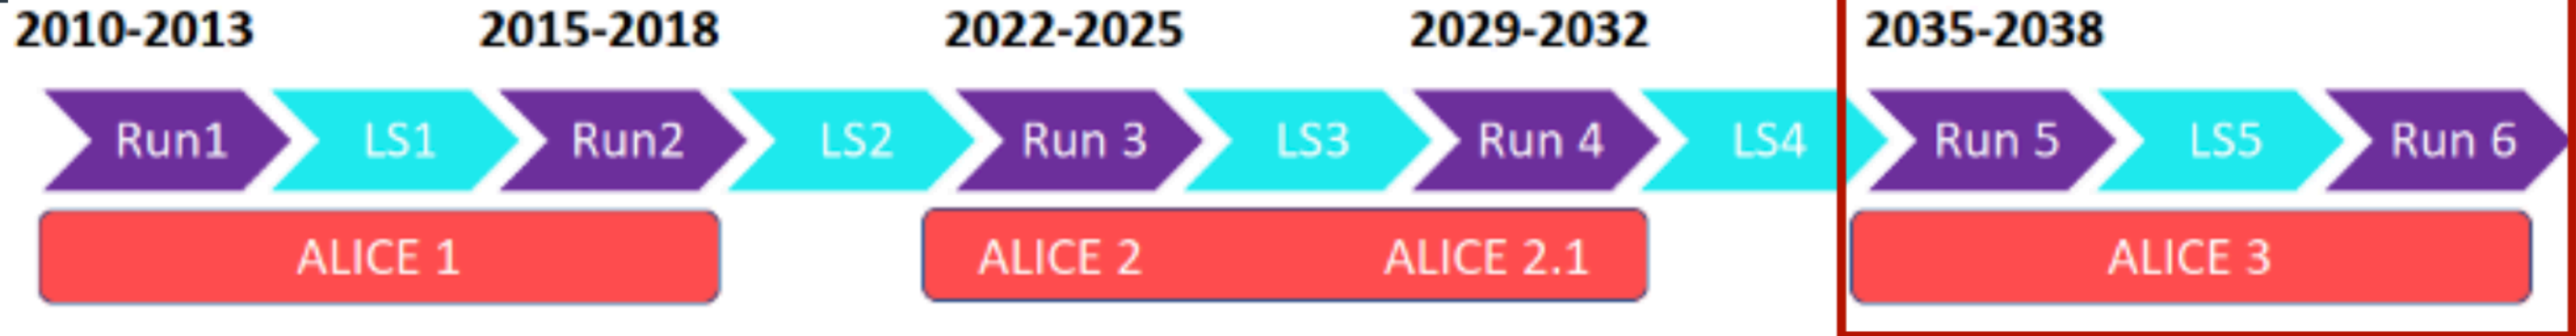 2010-2013 2015-2018 2022-2025 2029-2032 2035-2038
Run1 LS1 Run2 LS2 Run 3 LS3 Run 4 LS4 Run 5 LS5 Run 6
ALICE 1 ALICE 2 ALICE 2.1 ALICE 3